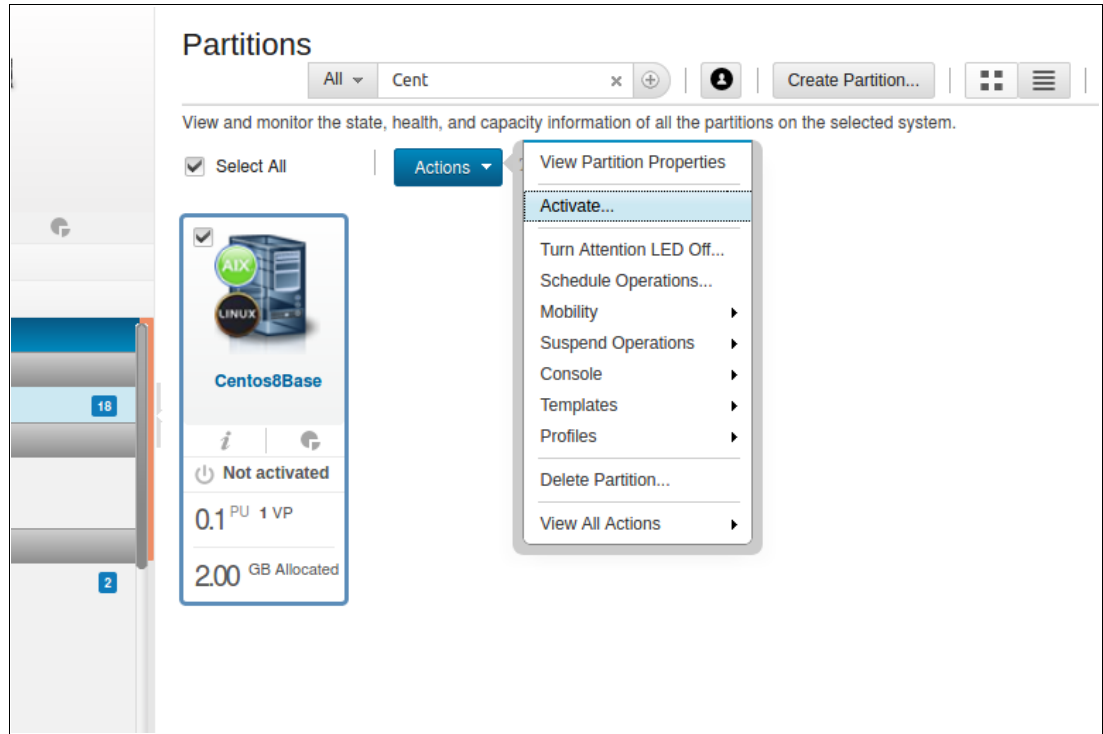 Partitions
All Cent Create Partition...
View and monitor the state, health, and capacity information of all the partitions on the selected system.
Select All Actions
View Partition Properties
Activate...
Turn Attention LED Off...
Schedule Operations...
Mobility
Suspend Operations
Console
Templates
Profiles
Delete Partition...
View All Actions
AIX
LINUX
Centos8Base
i
Not activated
0.1 PU 1 VP
2.00 GB Allocated
18
2